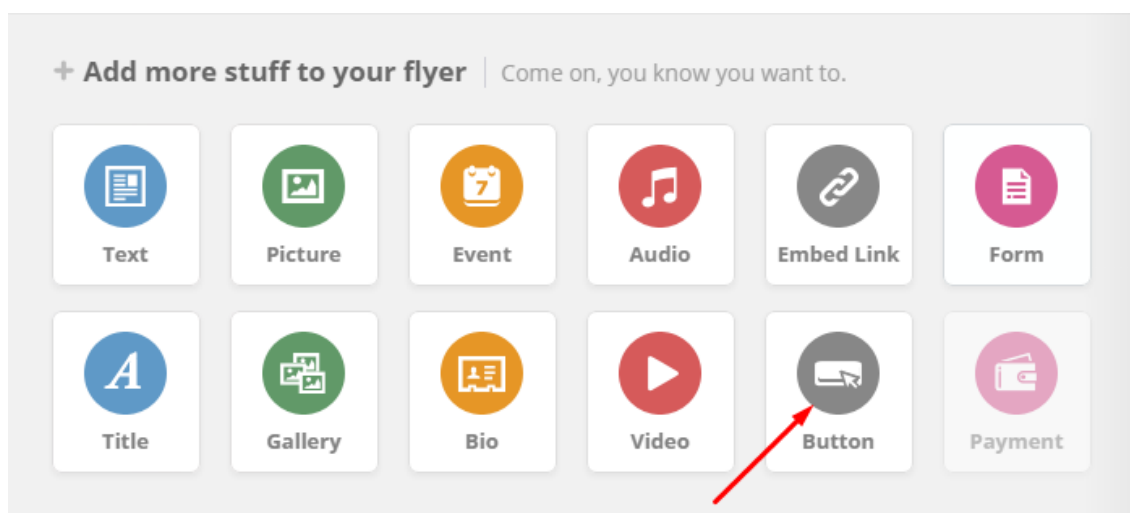 + Add more stuff to your flyer Come on, you know you want to.
7
Text Picture Event Audio Embed Link Form
A
Title Gallery Bio Video Button Payment